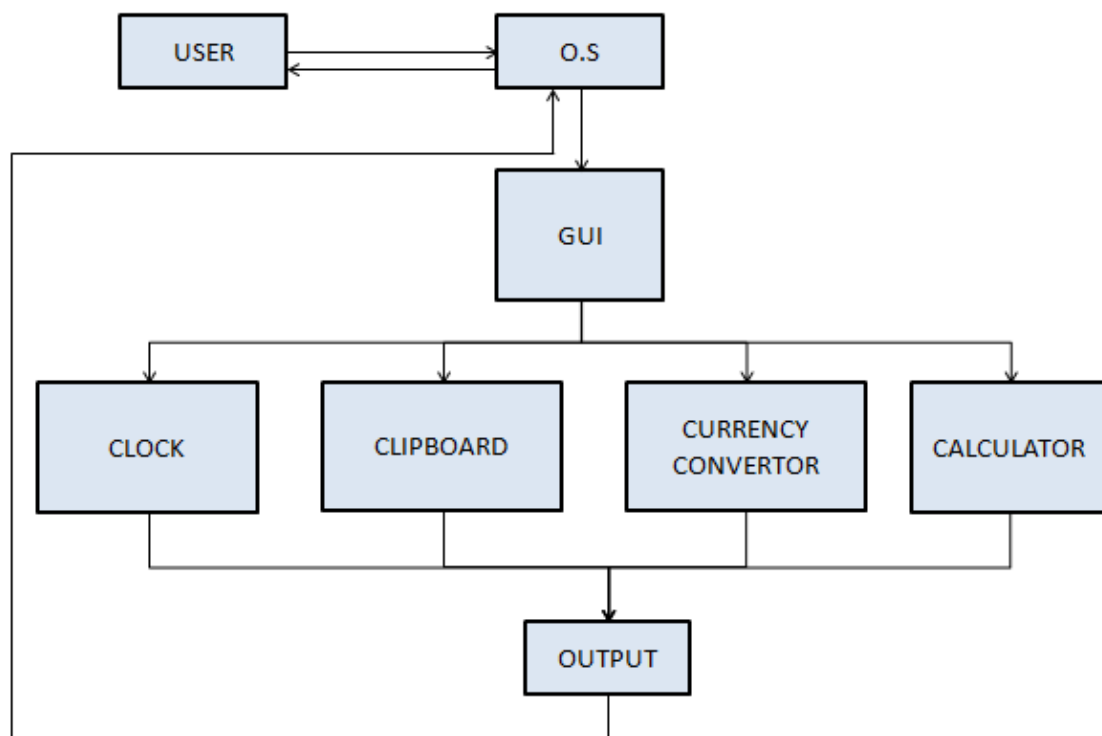 USER
O.S
GUI
CLOCK
CLIPBOARD
CURRENCY
CONVERTOR
CALCULATOR
OUTPUT